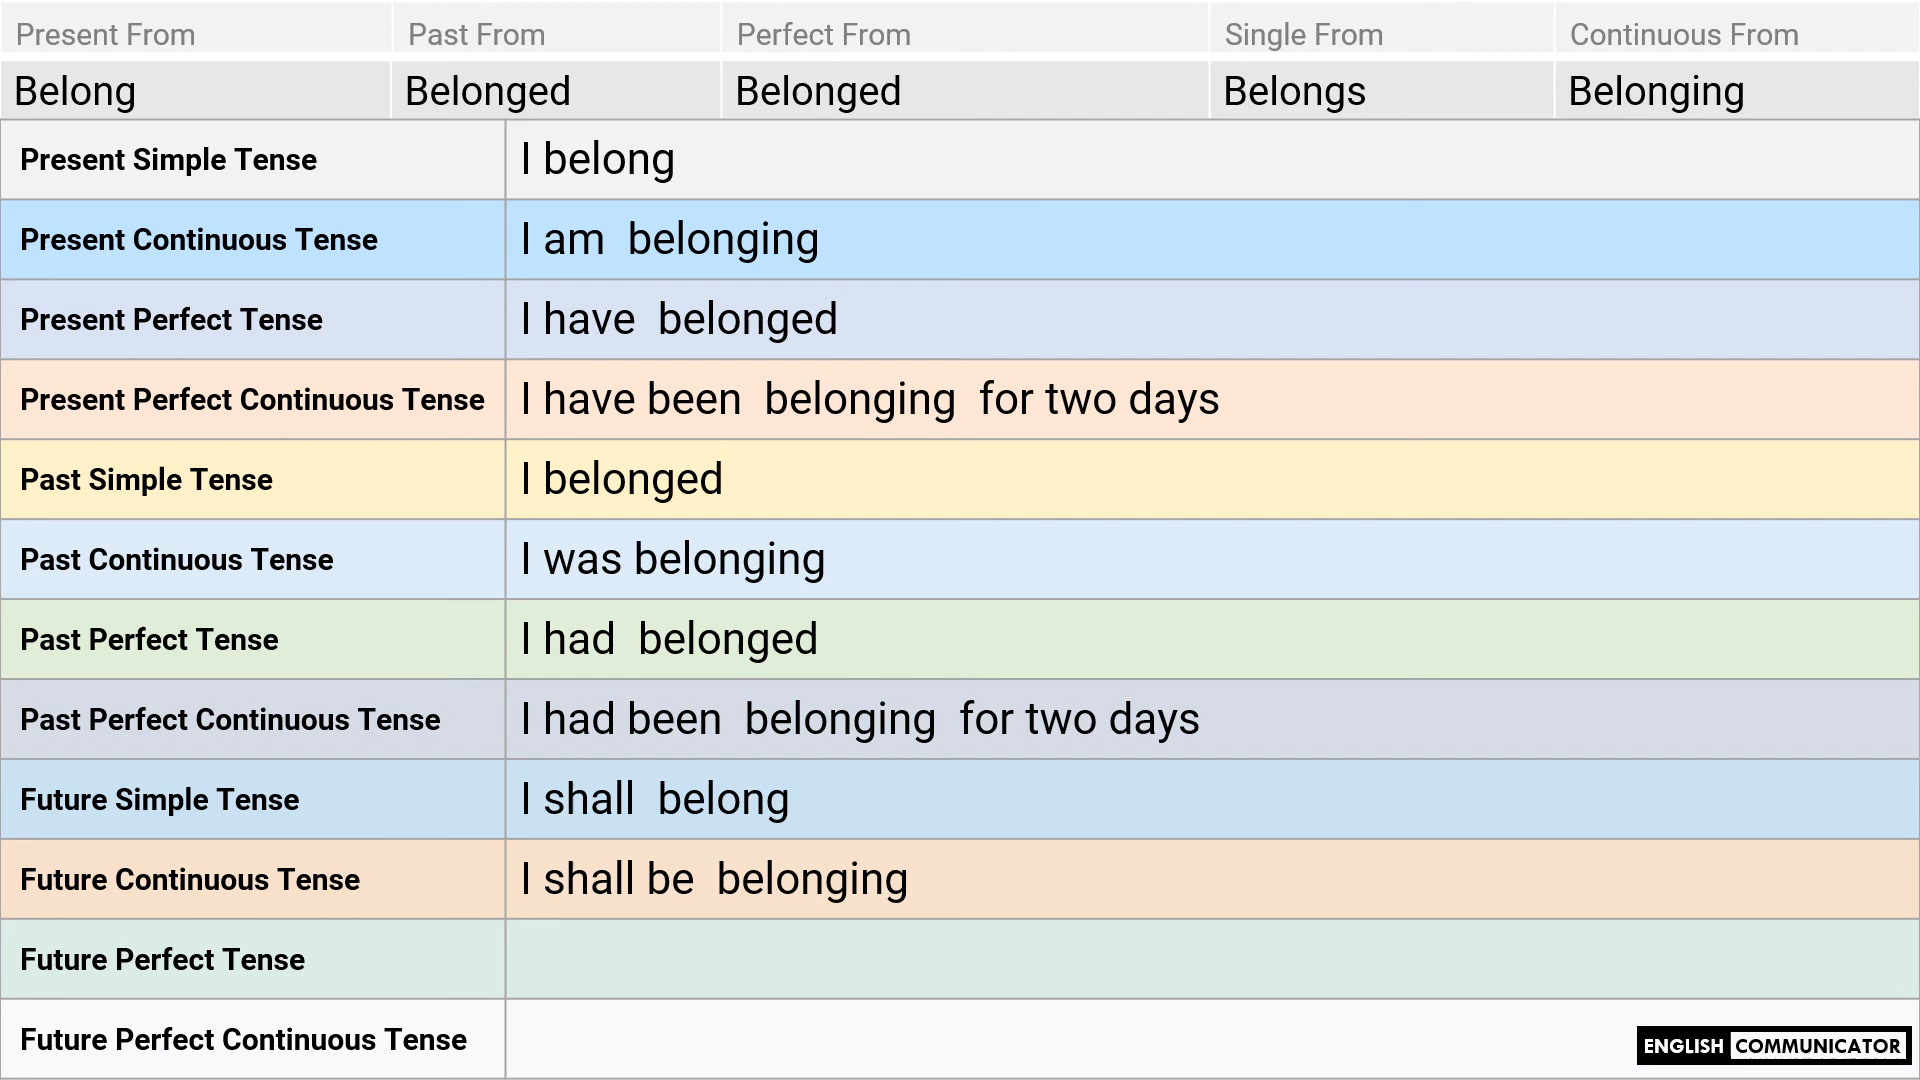 Present From Past From Perfect From Single From Continuous From
Belong Belonged Belonged Belongs Belonging
Present Simple Tense I belong
Present Continuous Tense I am belonging
Present Perfect Tense I have belonged
Present Perfect Continuous Tense I have been belonging for two days
Past Simple Tense I belonged
Past Continuous Tense I was belonging
Past Perfect Tense I had belonged
Past Perfect Continuous Tense I had been belonging for two days
Future Simple Tense I shall belong
Future Continuous Tense I shall be belonging
Future Perfect Tense
Future Perfect Continuous Tense
ENGLISH COMMUNICATOR